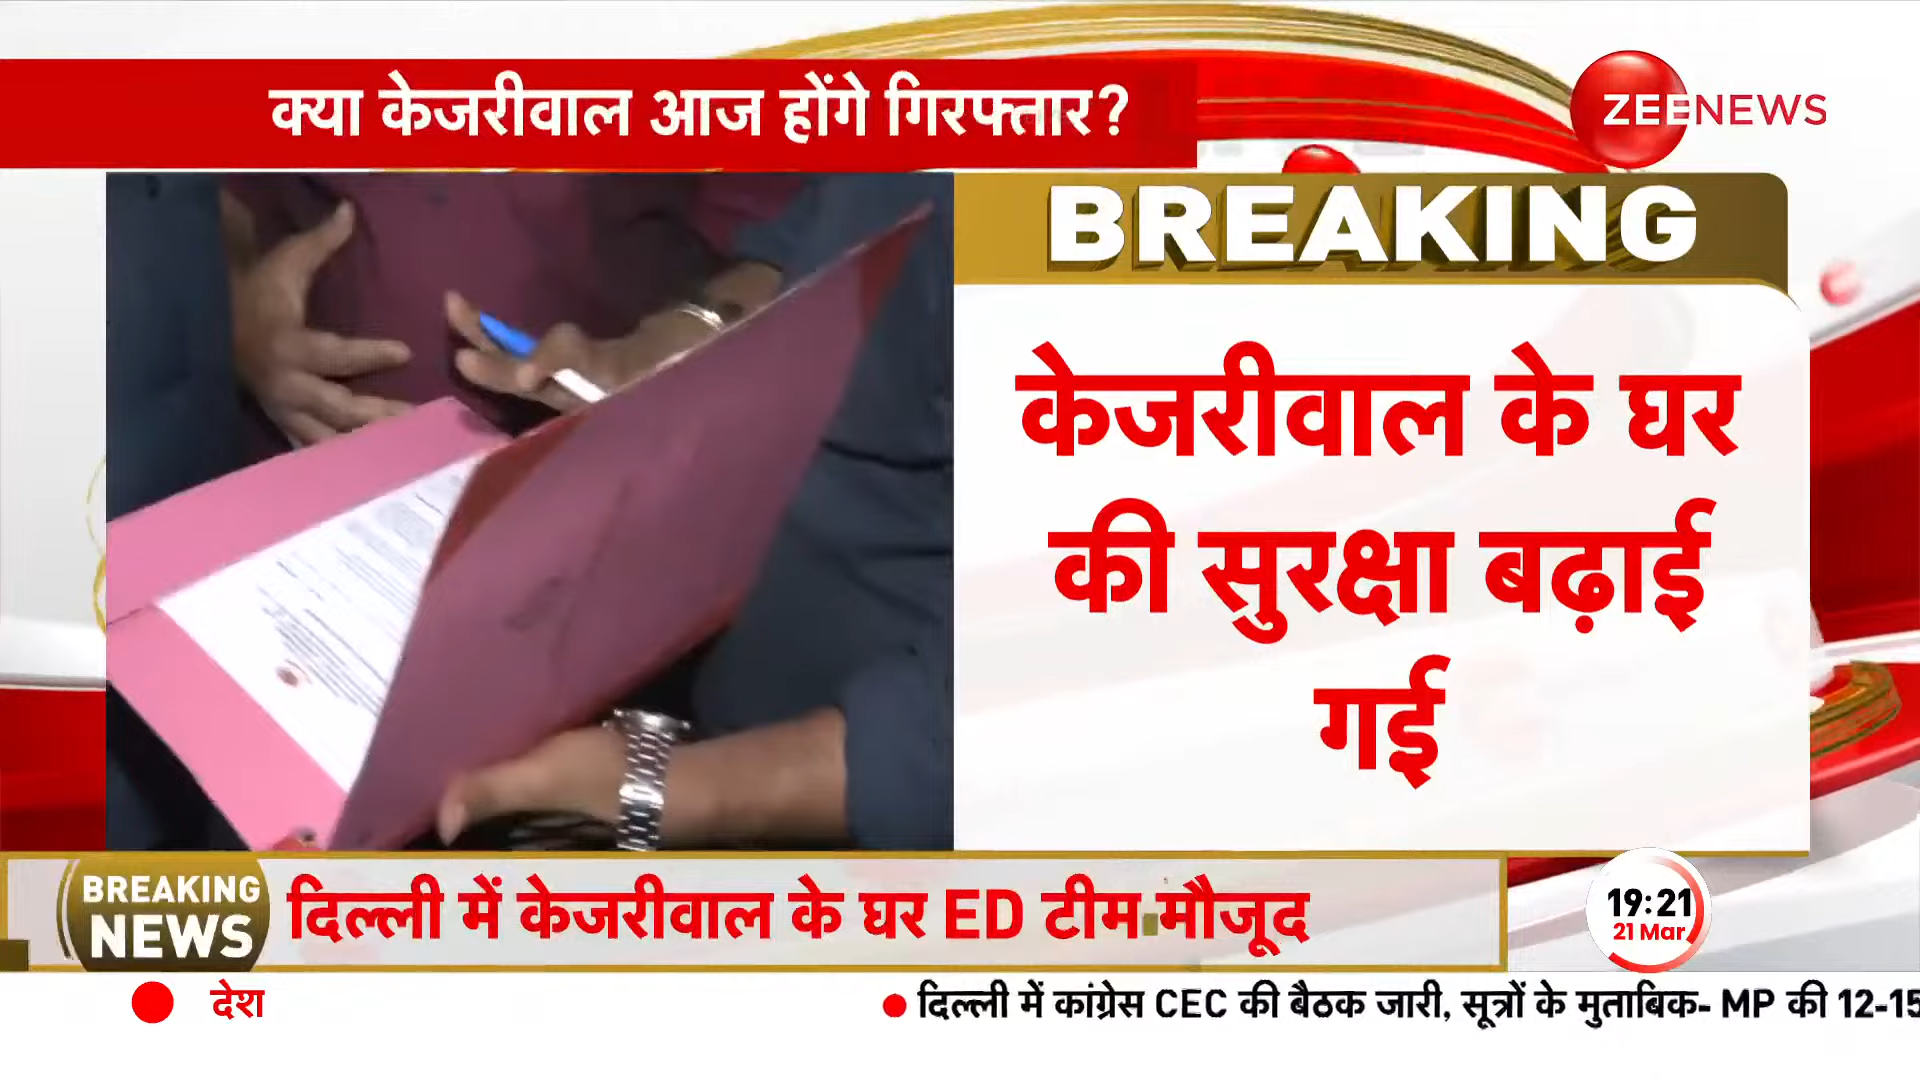 क्या केजरीवाल आज होंगे गिरफ्तार?
ZEENEWS
BREAKING
केजरीवाल के घर
की सुरक्षा बढ़ाई
गई
BREAKING
NEWS
दिल्ली में केजरीवाल के घर ED टीम मौजूद
19:21
21 Mar
देश
दिल्ली में कांग्रेस CEC की बैठक जारी, सूत्रों के मुताबिक- MP की 12-15